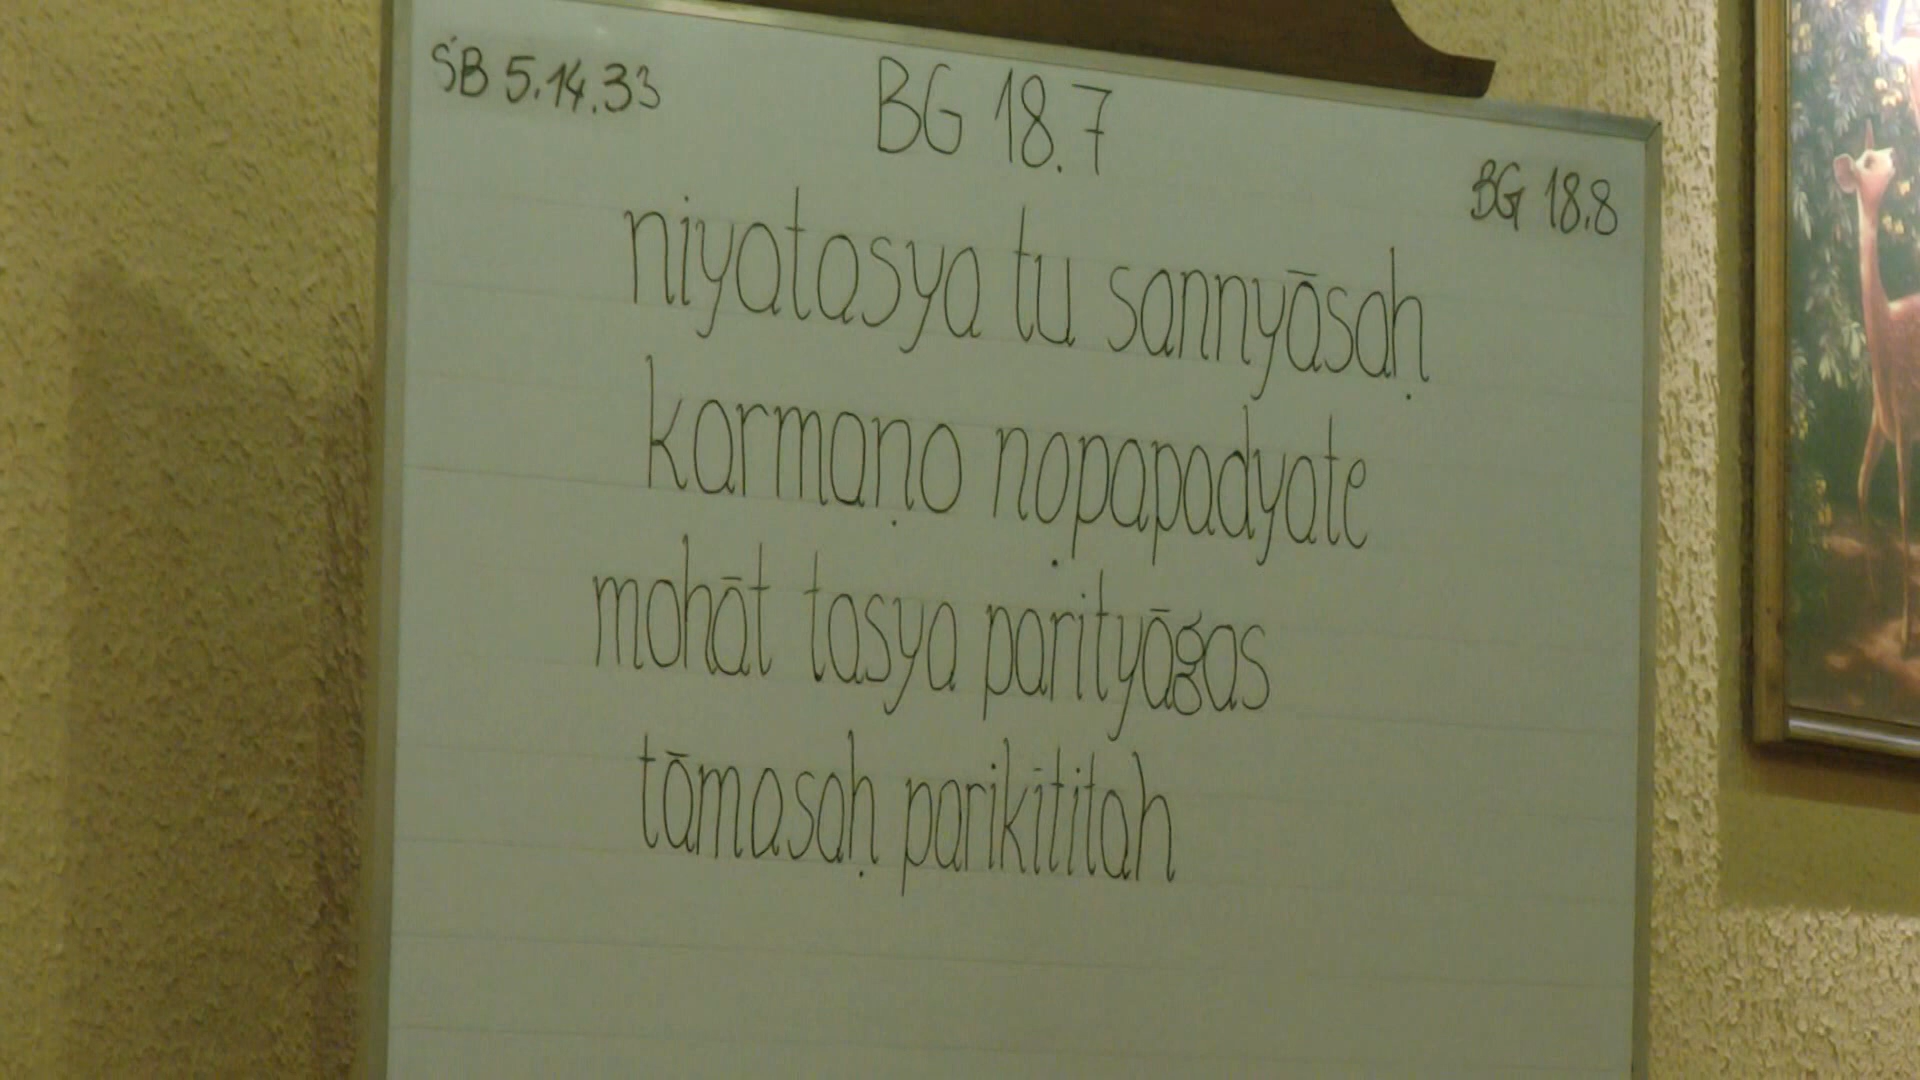 ŚB 5.14.33
BG 18.7
BG 18.8
niyatasya tu sannyāsaḥ
karmaṇo nopapadyate
mohāt tasya parityāgas
tāmasaḥ parikītitah